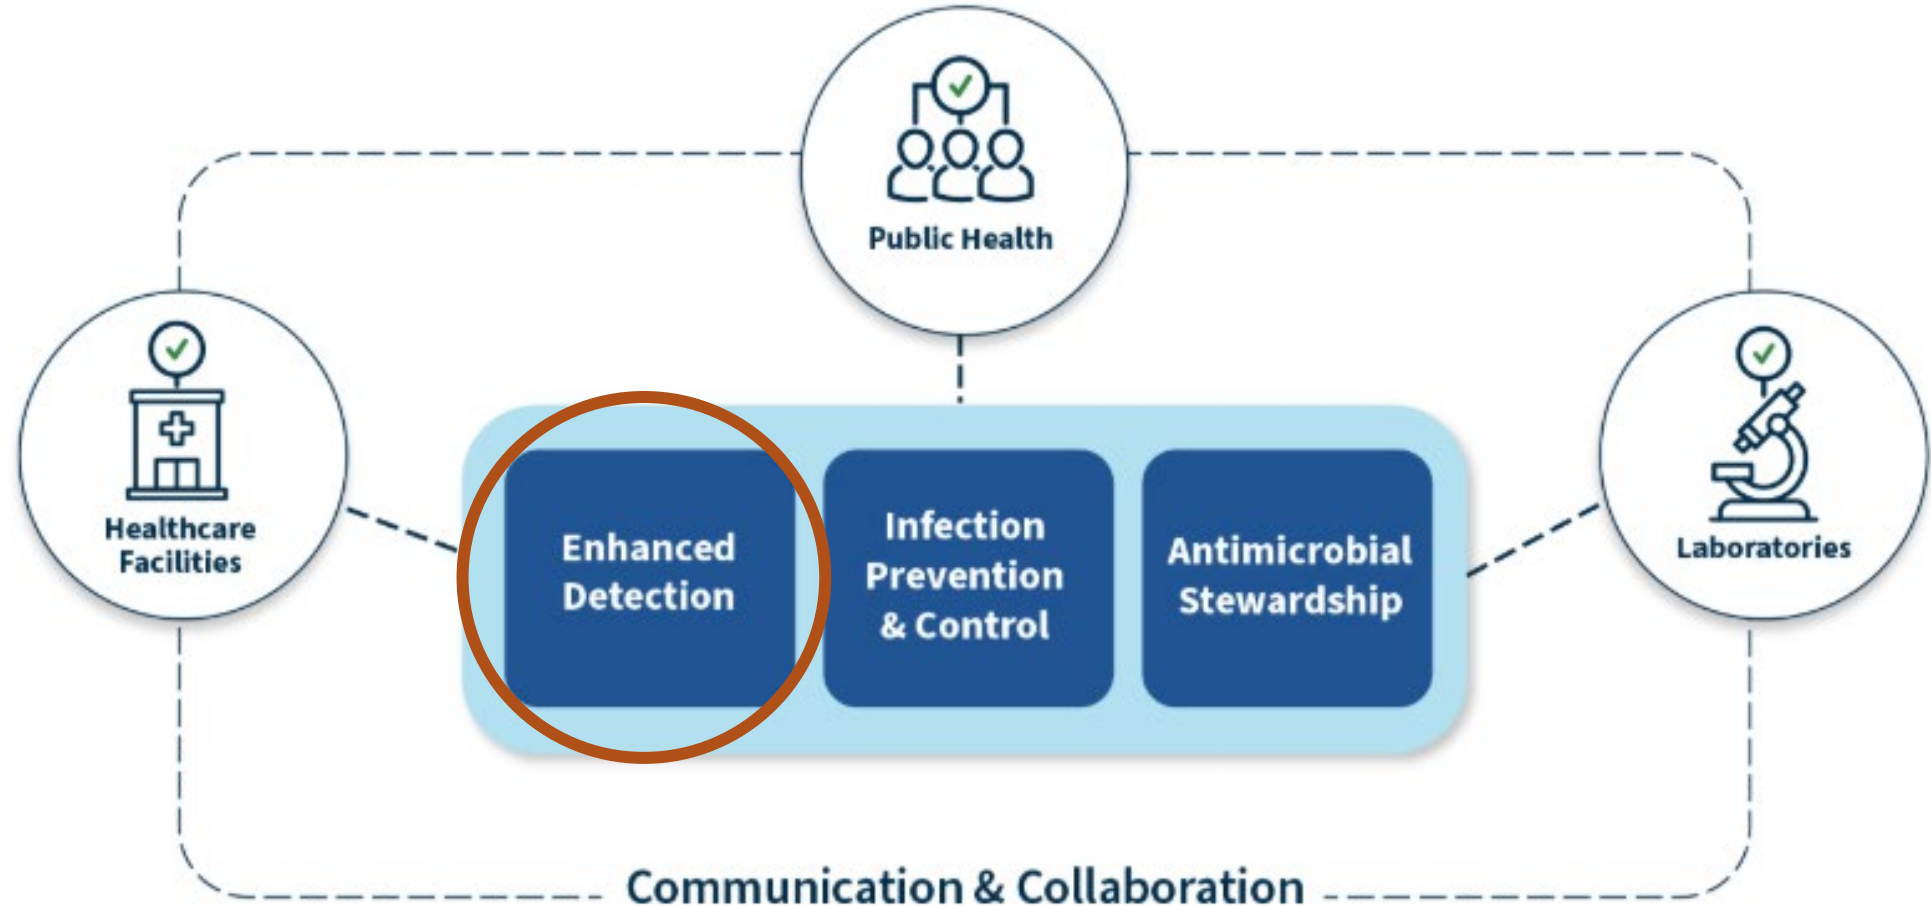 Public Health
Healthcare
Facilities
Enhanced
Detection
Infection
Prevention
& Control
Antimicrobial
Stewardship
Laboratories
Communication & Collaboration